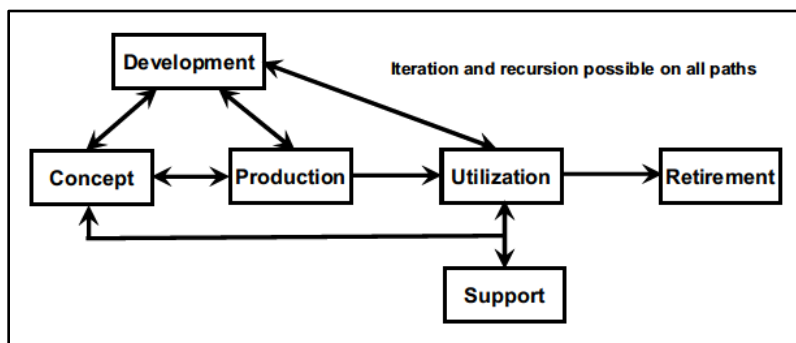 Development
Iteration and recursion possible on all paths
Concept
Production
Utilization
Retirement
Support